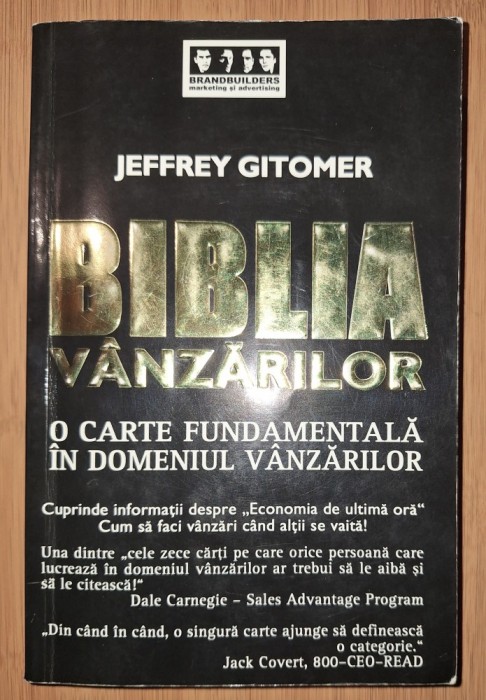 BRANDBUILDERS
marketing și advertising
JEFFREY GITOMER
BIBLIA
VÂNZĂRILOR
O CARTE FUNDAMENTALĂ
ÎN DOMENIUL VÂNZĂRILOR
Cuprinde informații despre „Economia de ultimă oră“
Cum să faci vânzări când alții se vaită!
Una dintre „cele zece cărți pe care orice persoană care
lucrează în domeniul vânzărilor ar trebui să le aibă și
să le citească!“
Dale Carnegie – Sales Advantage Program
„Din când în când, o singură carte ajunge să definească
o categorie.“
Jack Covert, 800-CEO-READ